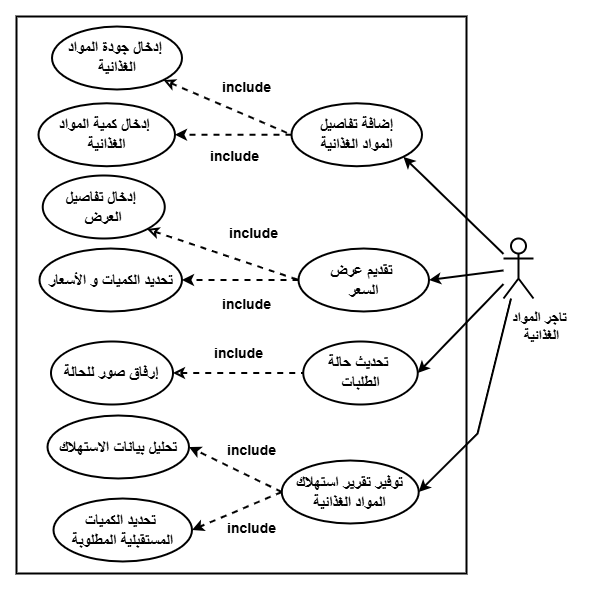 إدخال جودة المواد
الغذائية
include
إضافة تفاصيل
المواد الغذائية
إدخال كمية المواد
الغذائية
include
إدخال تفاصيل
العرض
include
تقديم عرض
السعر
تحديد الكميات و الأسعار
include
تاجر المواد
الغذائية
include
تحديث حالة
الطلبات
إرفاق صور للحالة
تحليل بيانات الاستهلاك
include
توفير تقرير استهلاك
المواد الغذائية
include
تحديد الكميات
المستقبلية المطلوبة